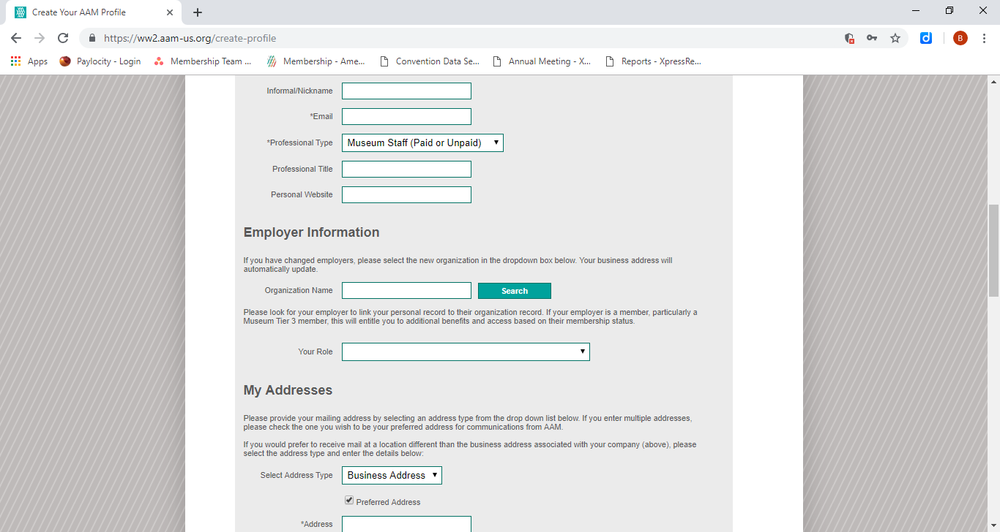 Create Your AAM Profile
https://ww2.aam-us.org/create-profile
B
Apps
Paylocity - Login
Membership Team ...
Membership - Ame...
Convention Data Se...
Annual Meeting - X...
Reports - XpressRe...
Informal/Nickname
*Email
*Professional Type
Museum Staff (Paid or Unpaid)
Professional Title
Personal Website
Employer Information
If you have changed employers, please select the new organization in the dropdown box below. Your business address will
automatically update.
Organization Name
Search
Please look for your employer to link your personal record to their organization record. If your employer is a member, particularly a
Museum Tier 3 member, this will entitle you to additional benefits and access based on their membership status.
Your Role
My Addresses
Please provide your mailing address by selecting an address type from the drop down list below. If you enter multiple addresses,
please check the one you wish to be your preferred address for communications from AAM.
If you would prefer to receive mail at a location different than the business address associated with your company (above), please
select the address type and enter the details below:
Select Address Type
Business Address
Preferred Address
*Address